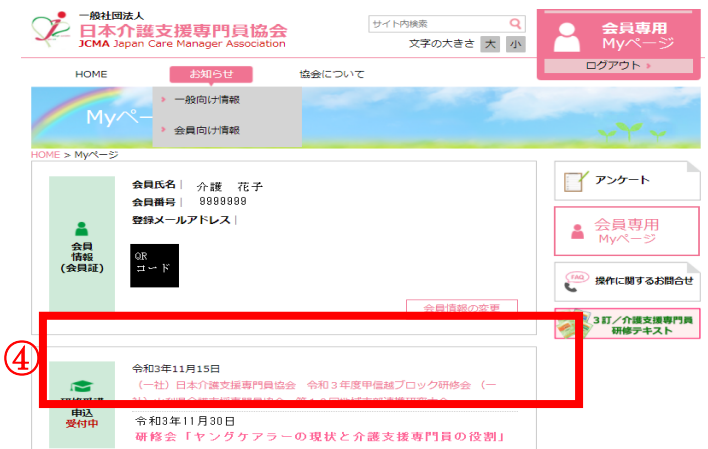 一般社団法人
日本介護支援専門員協会
JCMA Japan Care Manager Association
サイト内検索
文字の大きさ 大 小
会員専用
Myページ
ログアウト
HOME お知らせ 協会について
一般向け情報
会員向け情報
Myペー
HOME > Myページ
会員氏名| 介護 花子
会員番号| 9999999
登録メールアドレス|
会員
情報
(会員証)
QR
コード
会員情報の変更
アンケート
会員専用
Myページ
FAQ 操作に関するお問合せ
3訂/介護支援専門員
研修テキスト
④
令和3年11月15日
（一社）日本介護支援専門員協会 令和３年度甲信越ブロック研修会 （一
申込
受付中
令和3年11月30日
研修会「ヤングケアラーの現状と介護支援専門員の役割」